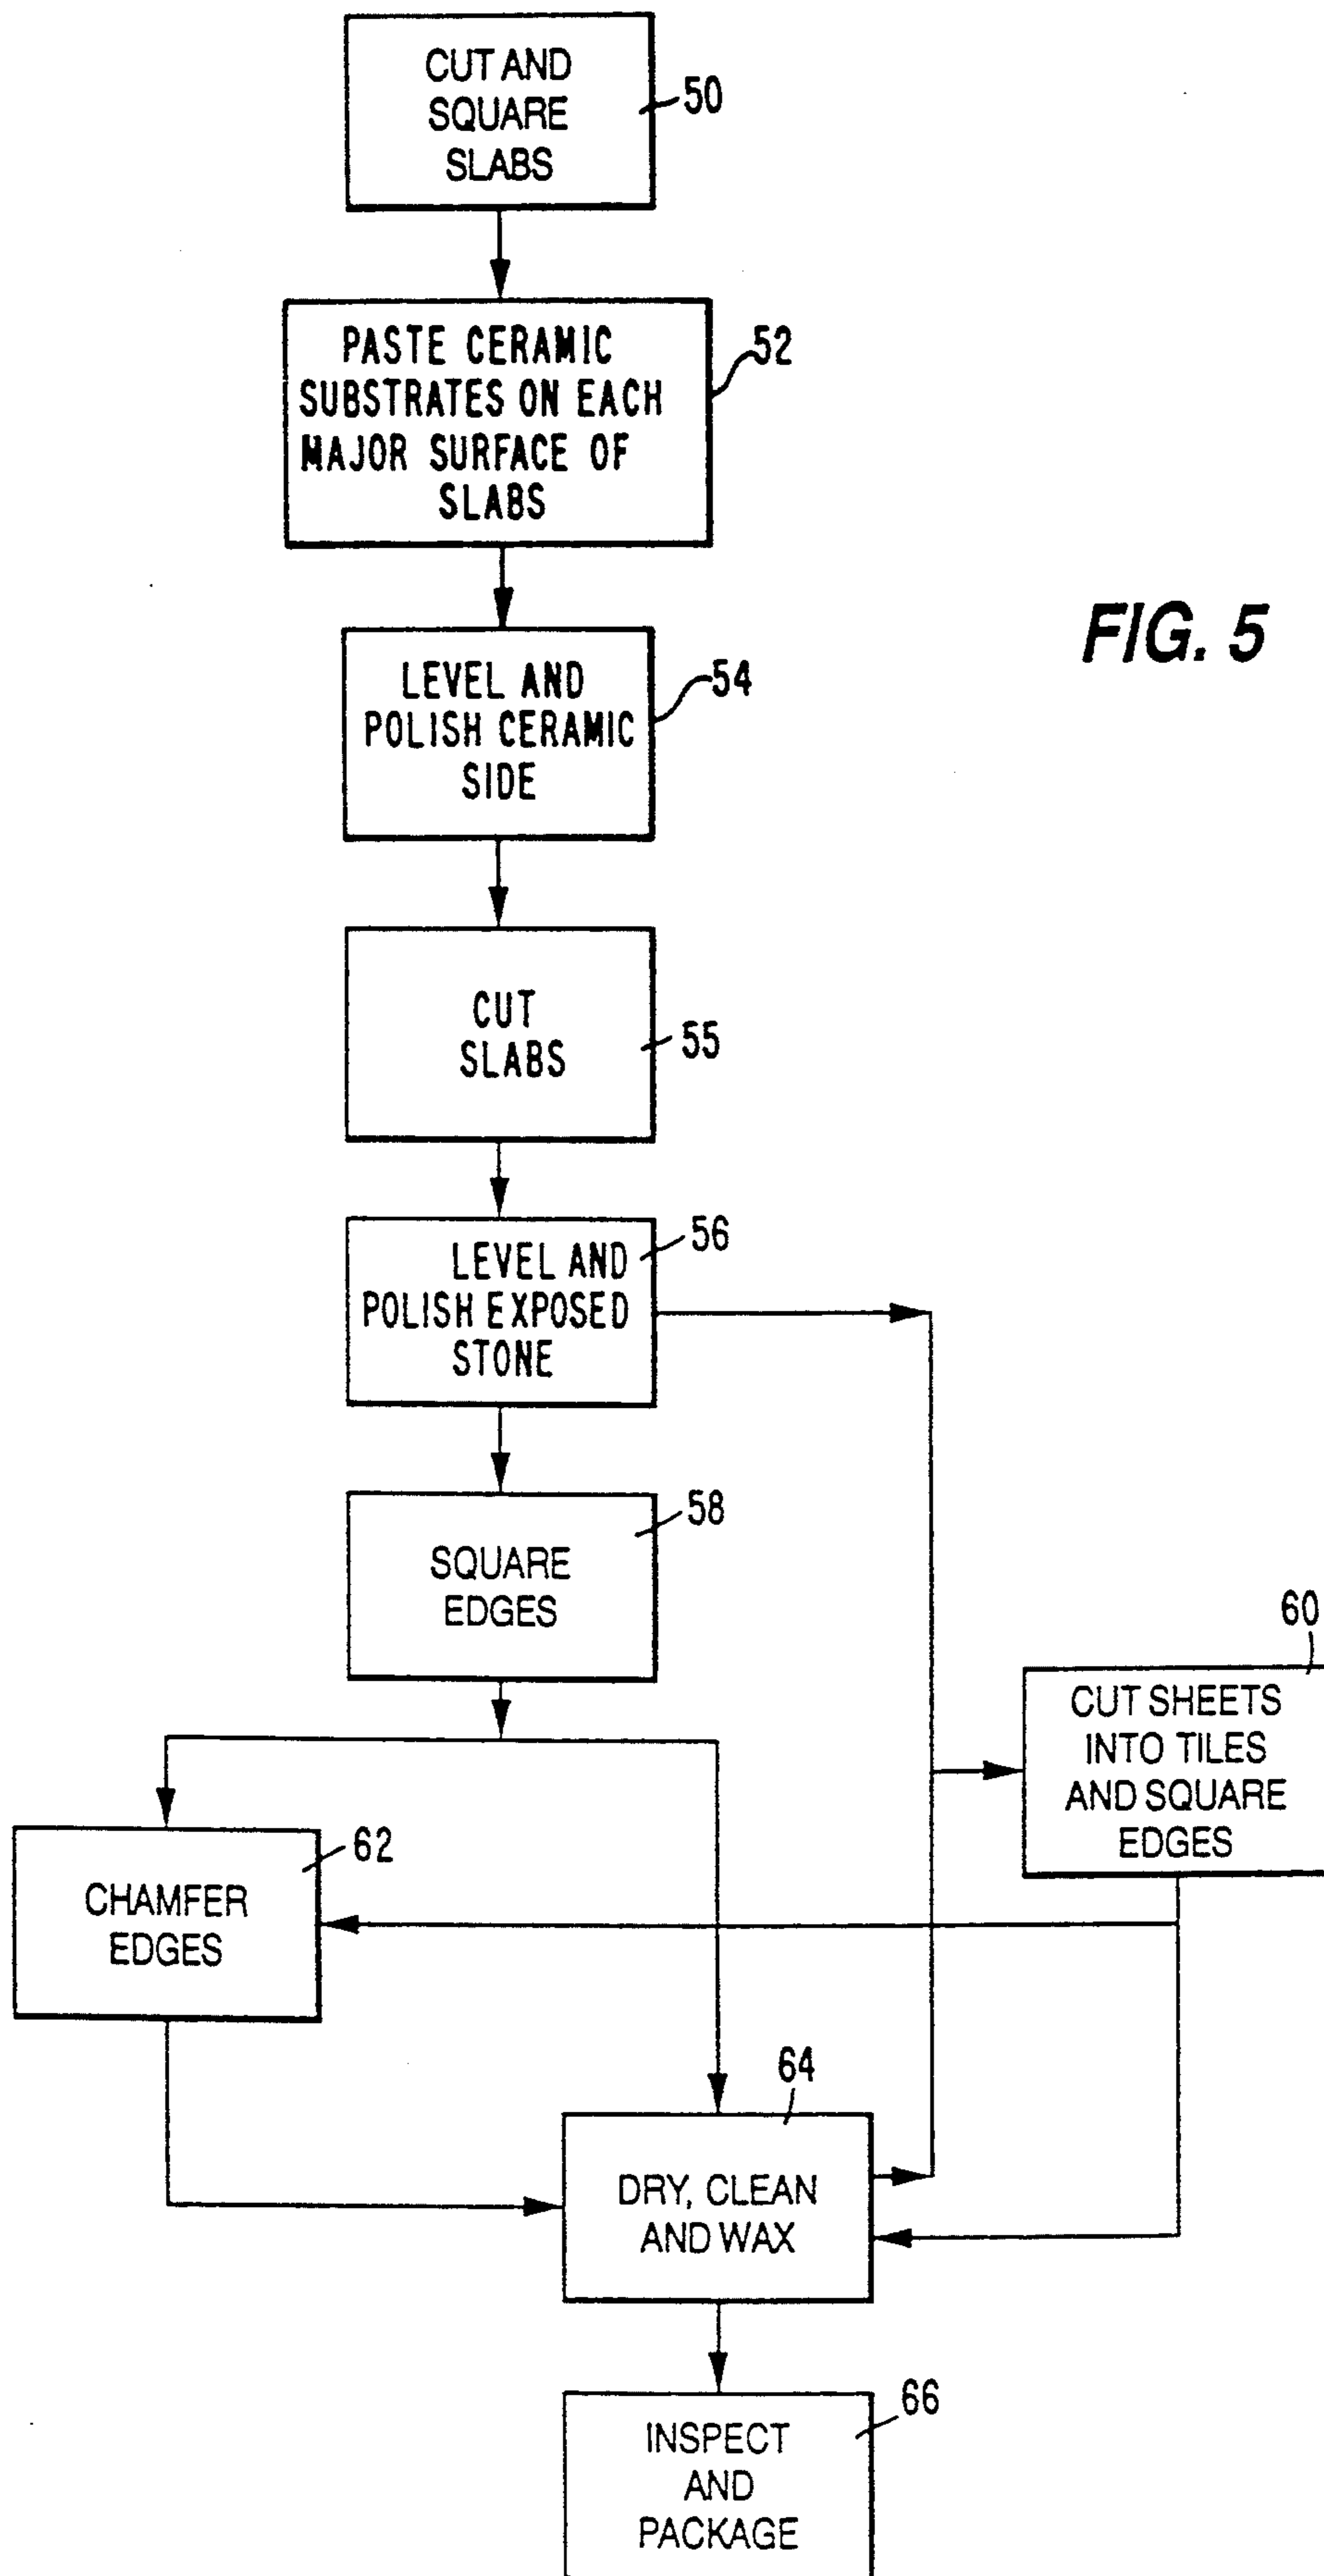 CUT AND
SQUARE
SLABS
50
PASTE CERAMIC
SUBSTRATES ON EACH
MAJOR SURFACE OF
SLABS
52
FIG. 5
LEVEL AND
POLISH CERAMIC
SIDE
54
CUT
SLABS
55
LEVEL AND
POLISH EXPOSED
STONE
56
SQUARE
EDGES
58
60
CUT SHEETS
INTO TILES
AND SQUARE
EDGES
CHAMFER
EDGES
62
64
DRY, CLEAN
AND WAX
66
INSPECT
AND
PACKAGE